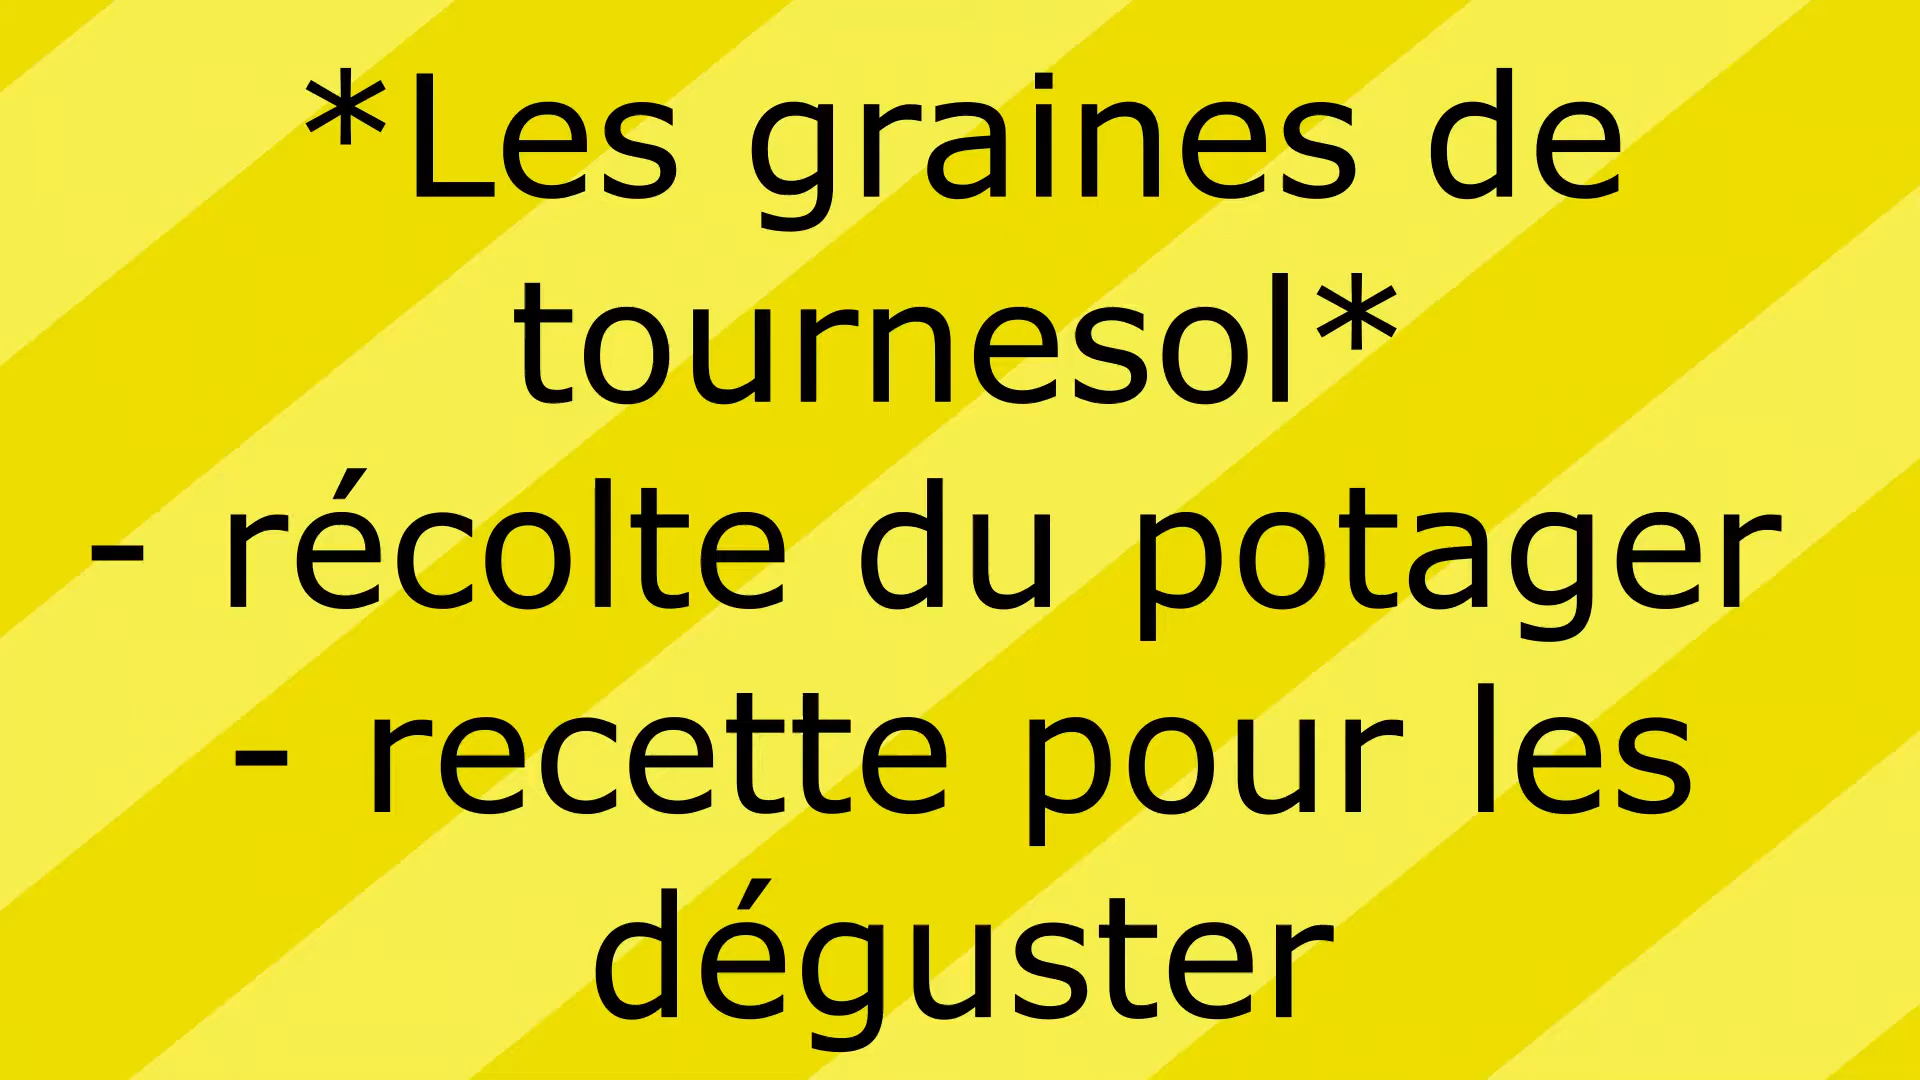 *Les graines de
tournesol*
- récolte du potager
- recette pour les
déguster